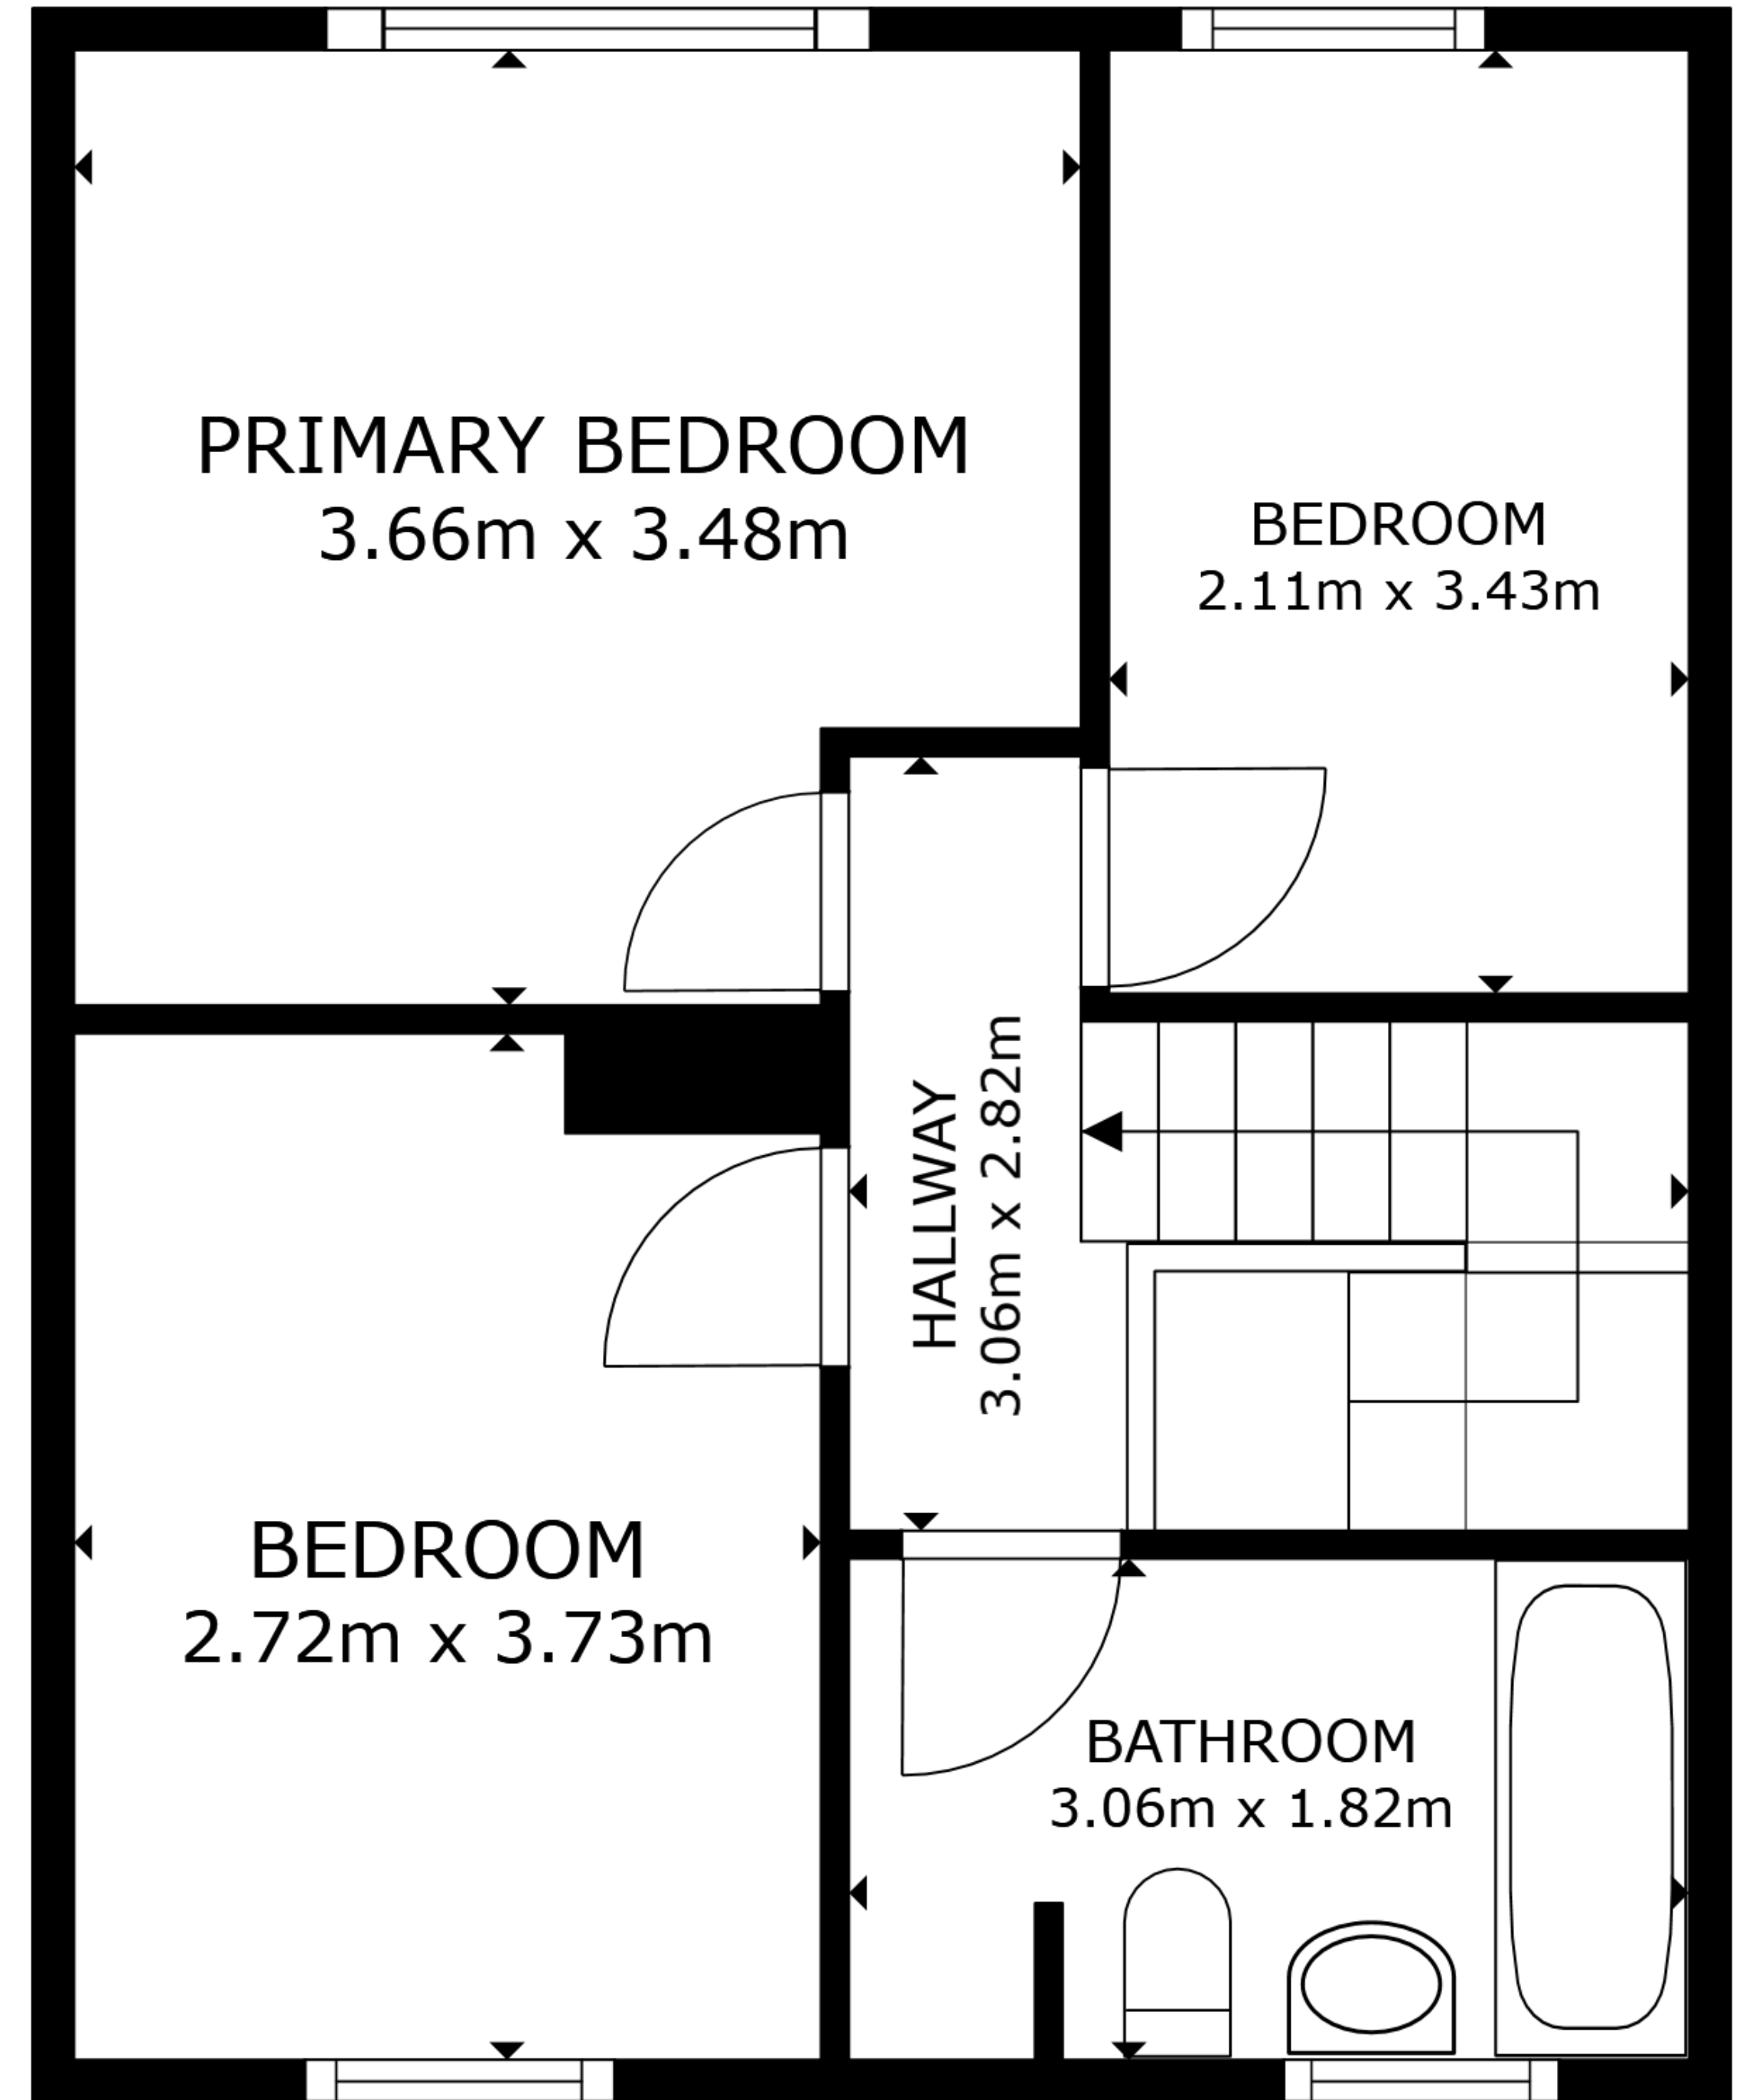 PRIMARY BEDROOM
3.66m x 3.48m
BEDROOM
2.11m x 3.43m
HALLWAY
3.06m x 2.82m
BEDROOM
2.72m x 3.73m
BATHROOM
3.06m x 1.82m